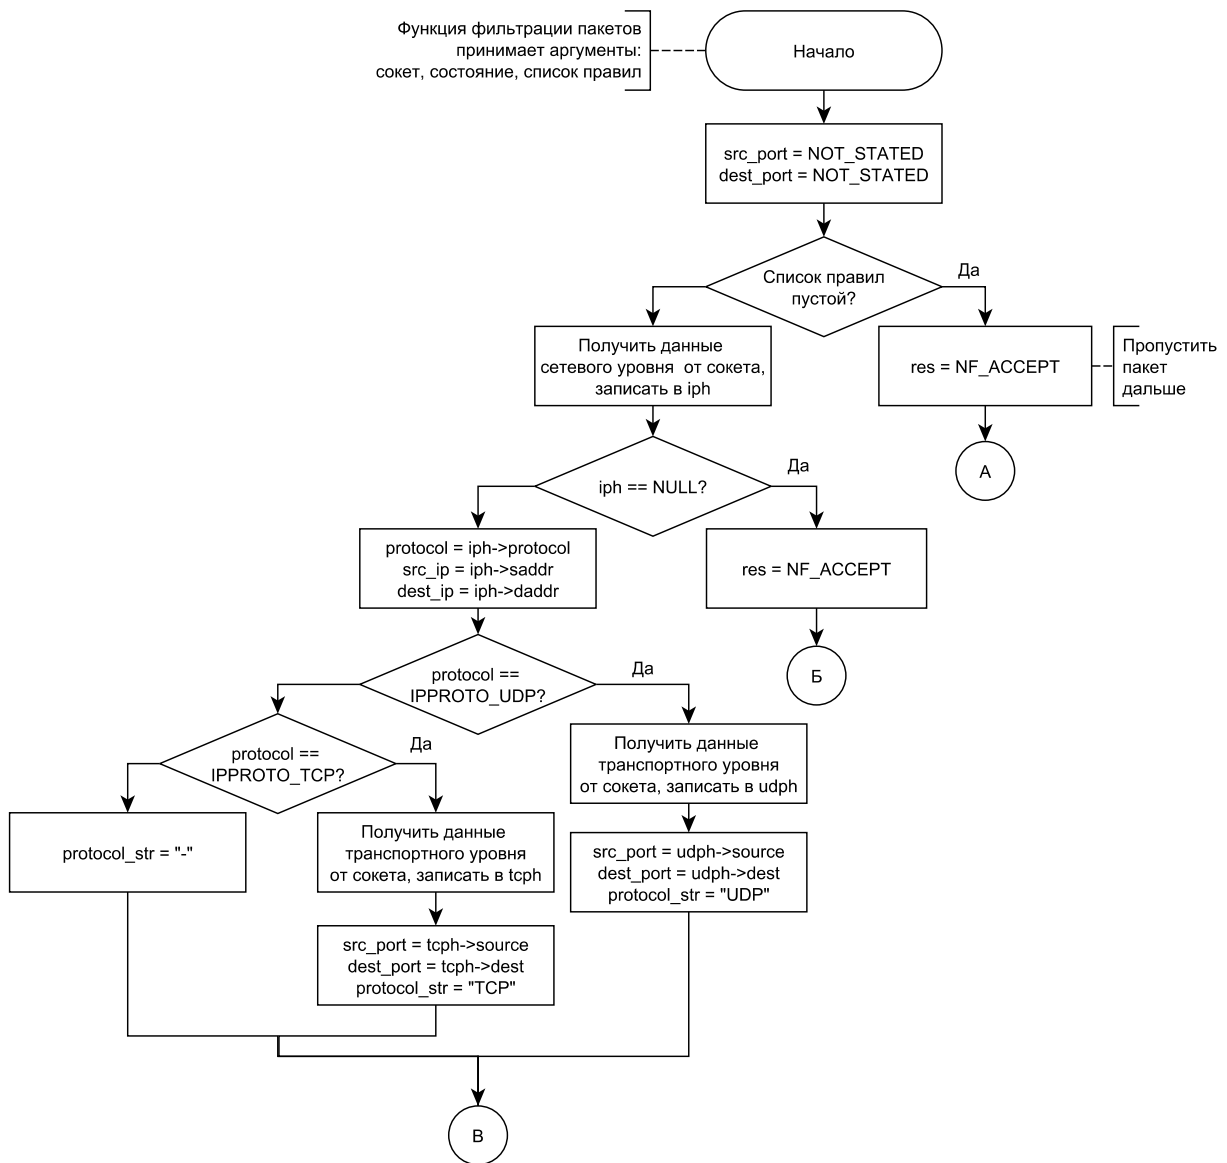 Функция фильтрации пакетов
принимает аргументы:
сокет, состояние, список правил
Начало
src_port = NOT_STATED
dest_port = NOT_STATED
Список правил
пустой?
Да
Получить данные
сетевого уровня от сокета,
записать в iph
res = NF_ACCEPT
Пропустить
пакет
дальше
А
iph == NULL?
Да
protocol = iph->protocol
src_ip = iph->saddr
dest_ip = iph->daddr
res = NF_ACCEPT
Б
protocol ==
IPPROTO_UDP?
Да
protocol ==
IPPROTO_TCP?
Да
Получить данные
транспортного уровня
от сокета, записать в udph
protocol_str = "-"
Получить данные
транспортного уровня
от сокета, записать в tcph
src_port = udph->source
dest_port = udph->dest
protocol_str = "UDP"
src_port = tcph->source
dest_port = tcph->dest
protocol_str = "TCP"
В